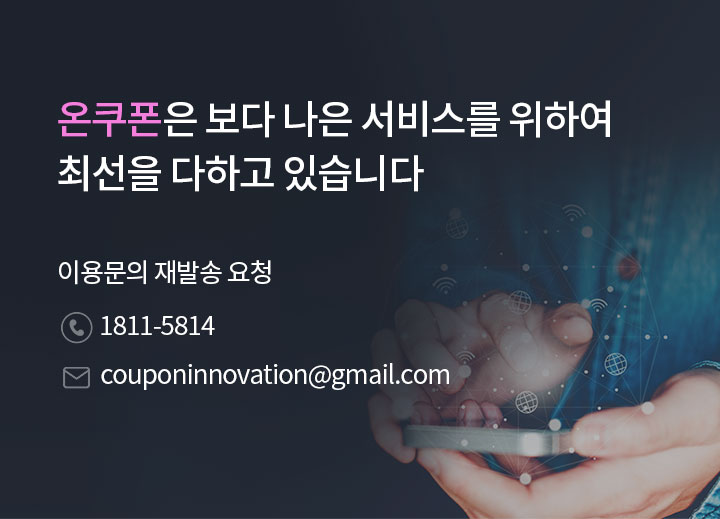 온쿠폰은 보다 나은 서비스를 위하여
최선을 다하고 있습니다
이용문의 재발송 요청
1811-5814
couponinnovation@gmail.com